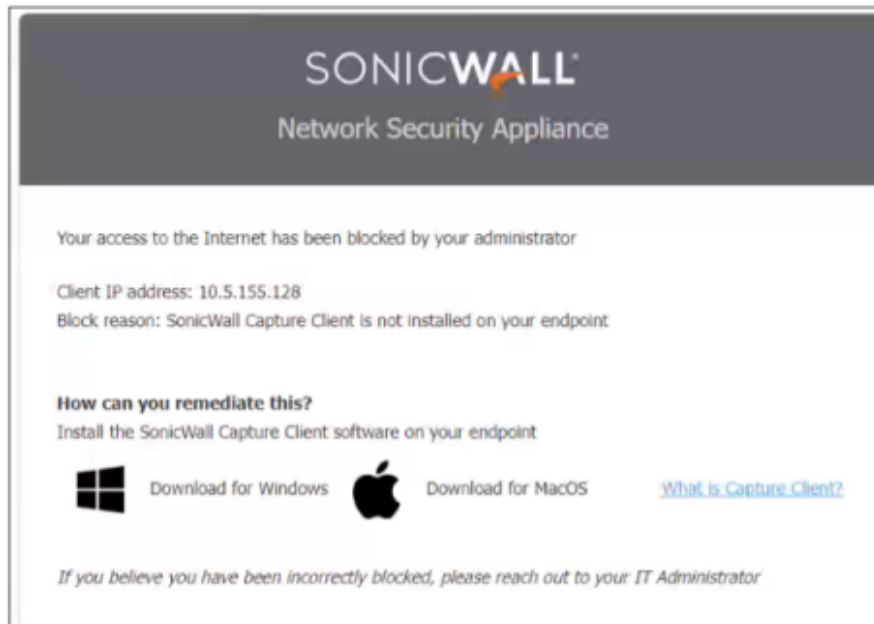 SONICWALL
Network Security Appliance
Your access to the Internet has been blocked by your administrator
Client IP address: 10.5.155.128
Block reason: SonicWall Capture Client is not installed on your endpoint
How can you remediate this?
Install the SonicWall Capture Client software on your endpoint
Download for Windows Download for MacOS What is Capture Client?
If you believe you have been incorrectly blocked, please reach out to your IT Administrator